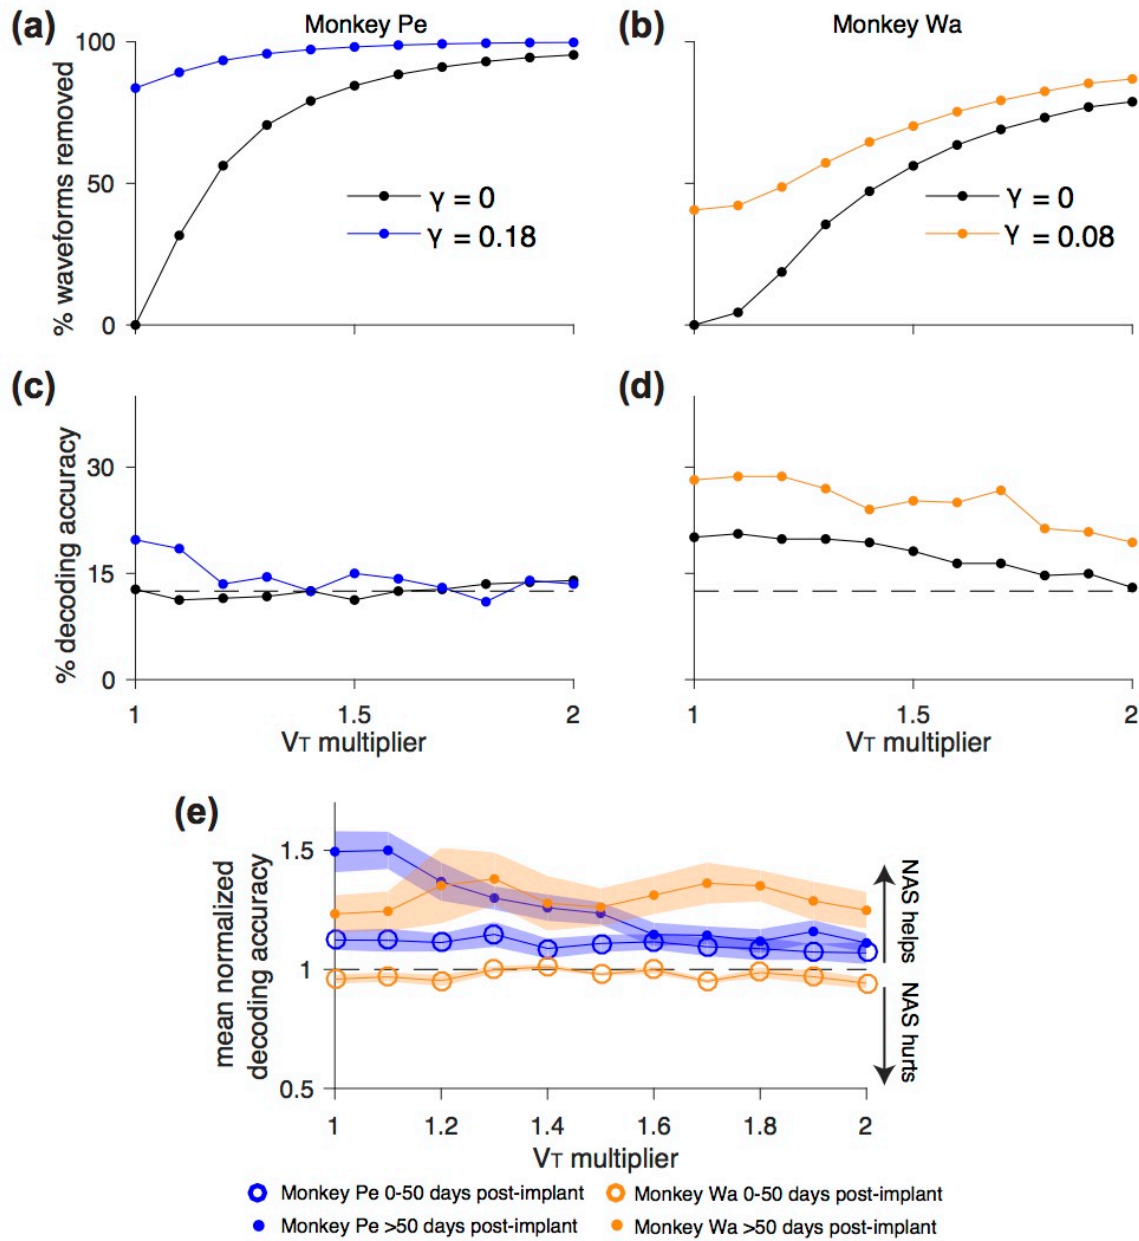 (a) Monkey Pe
100
50
0
% waveforms removed
γ = 0
γ = 0.18
(b) Monkey Wa
γ = 0
γ = 0.08
(c)
30
15
0
% decoding accuracy
1 1.5 2
VT multiplier
(d)
1 1.5 2
VT multiplier
(e)
1.5
1
0.5
mean normalized
decoding accuracy
NAS helps
NAS hurts
1 1.2 1.4 1.6 1.8 2
VT multiplier
Monkey Pe 0-50 days post-implant
Monkey Wa 0-50 days post-implant
Monkey Pe >50 days post-implant
Monkey Wa >50 days post-implant